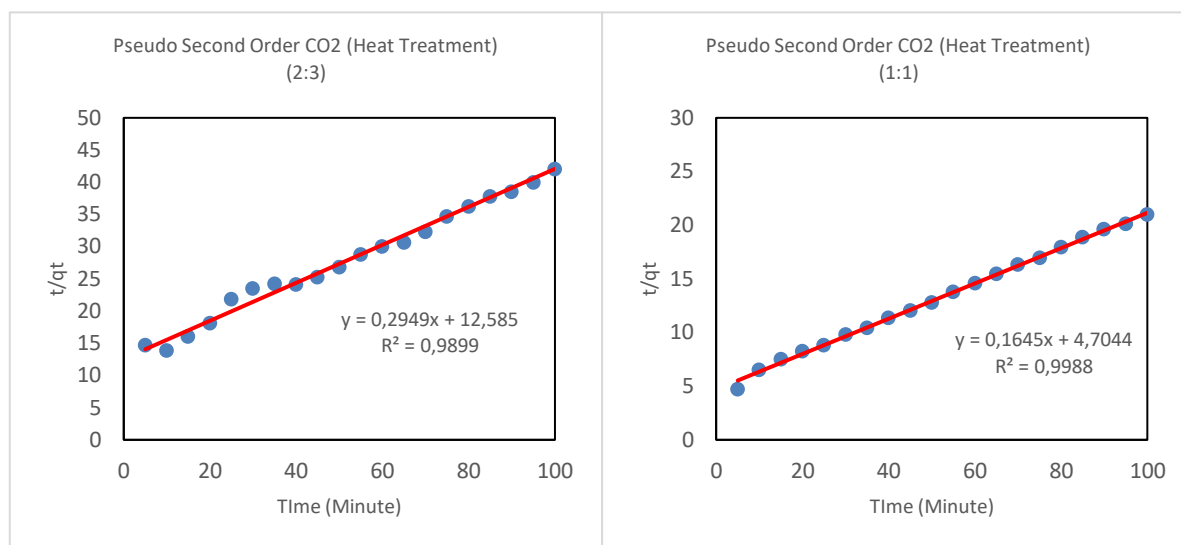 Pseudo Second Order CO2 (Heat Treatment)
(2:3)
t/qt
50
45
40
35
30
25
20
15
10
5
0
y = 0,2949x + 12,585
R² = 0,9899
0 20 40 60 80 100
TIme (Minute)
Pseudo Second Order CO2 (Heat Treatment)
(1:1)
t/qt
30
25
20
15
10
5
0
y = 0,1645x + 4,7044
R² = 0,9988
0 20 40 60 80 100
TIme (Minute)